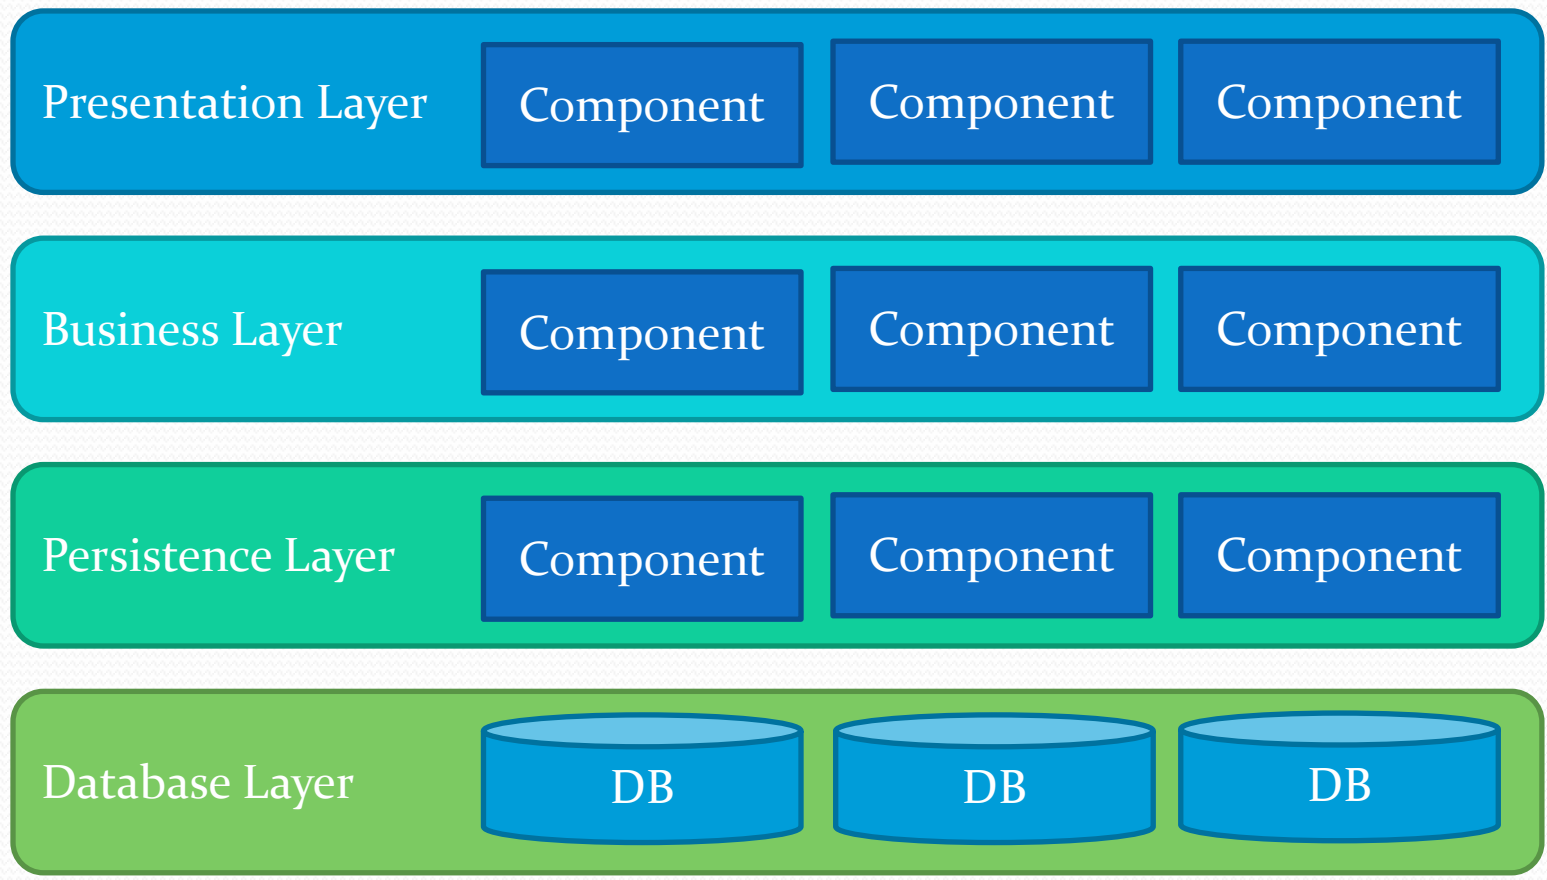 Presentation Layer
Component
Component
Component
Business Layer
Component
Component
Component
Persistence Layer
Component
Component
Component
Database Layer
DB
DB
DB